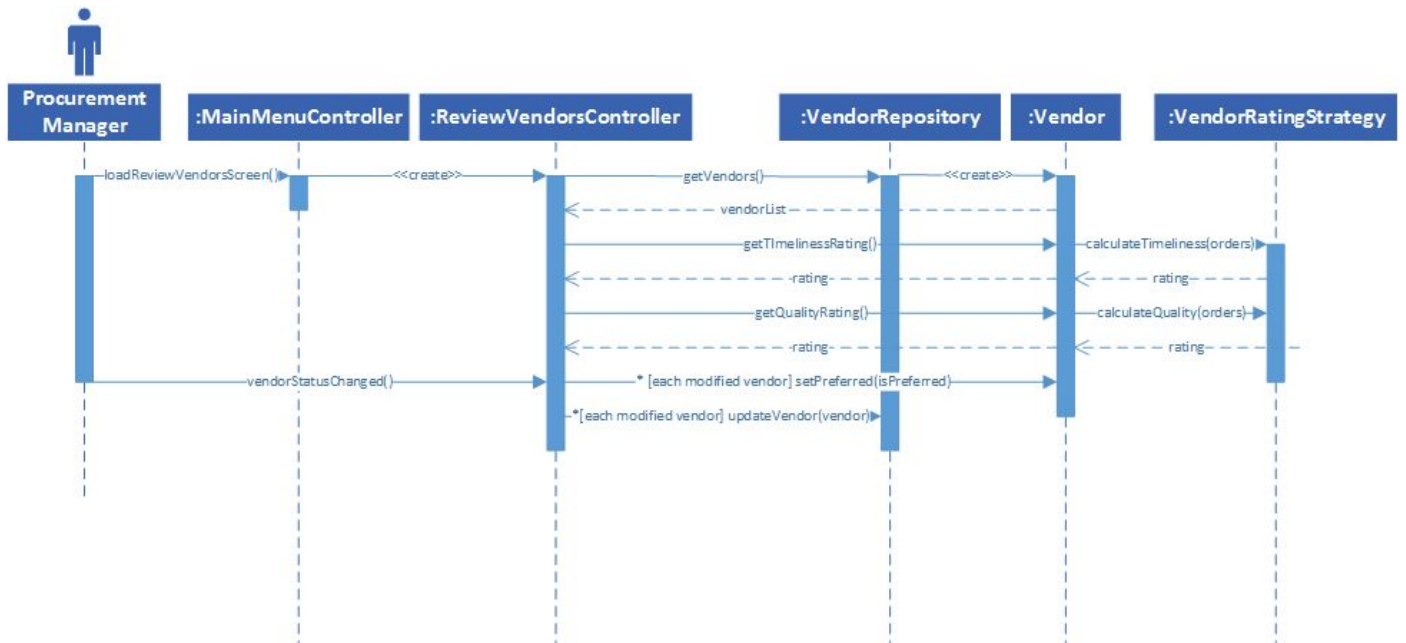 Procurement
Manager
:MainMenuController
:ReviewVendorsController
:VendorRepository
:Vendor
:VendorRatingStrategy
loadReviewVendorsScreen()
<<create>>
getVendors()
<<create>>
vendorList
getTImelinessRating()
calculateTimeliness(orders)
rating
rating
getQualityRating()
calculateQuality(orders)
rating
rating
vendorStatusChanged()
* [each modified vendor] setPreferred(isPreferred)
*[each modified vendor] updateVendor(vendor)